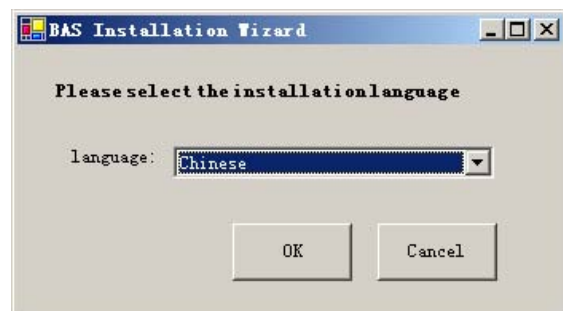 BAS Installation Wizard
Please select the installation language
language:
Chinese
OK
Cancel